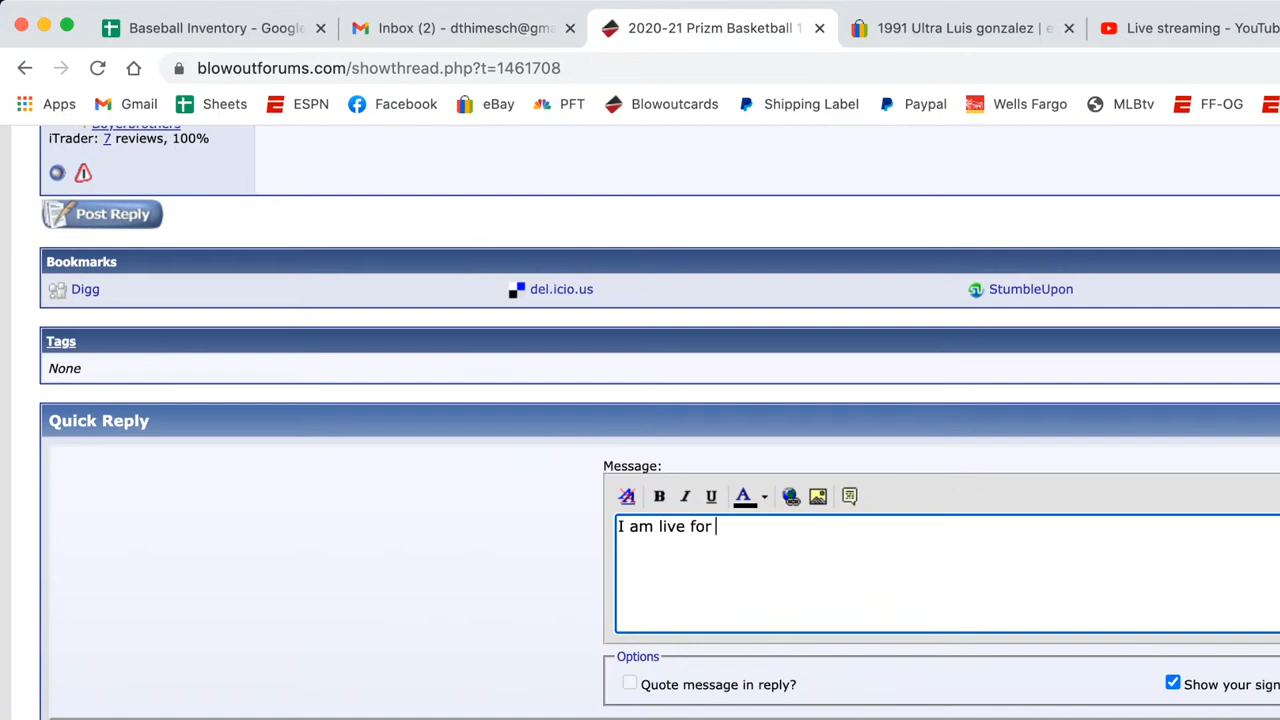 Baseball Inventory - Google
Inbox (2) - dthimesch@gma
2020-21 Prizm Basketball 1
1991 Ultra Luis gonzalez | e
Live streaming - YouTub
blowoutforums.com/showthread.php?t=1461708
Apps Gmail Sheets ESPN Facebook eBay PFT Blowoutcards Shipping Label Paypal Wells Fargo MLBtv FF-OG
BoyerBrothers
iTrader: 7 reviews, 100%
Post Reply
Bookmarks
Digg del.icio.us StumbleUpon
Tags
None
Quick Reply
Message:
B I U A
I am live for
Options
Quote message in reply? Show your sign